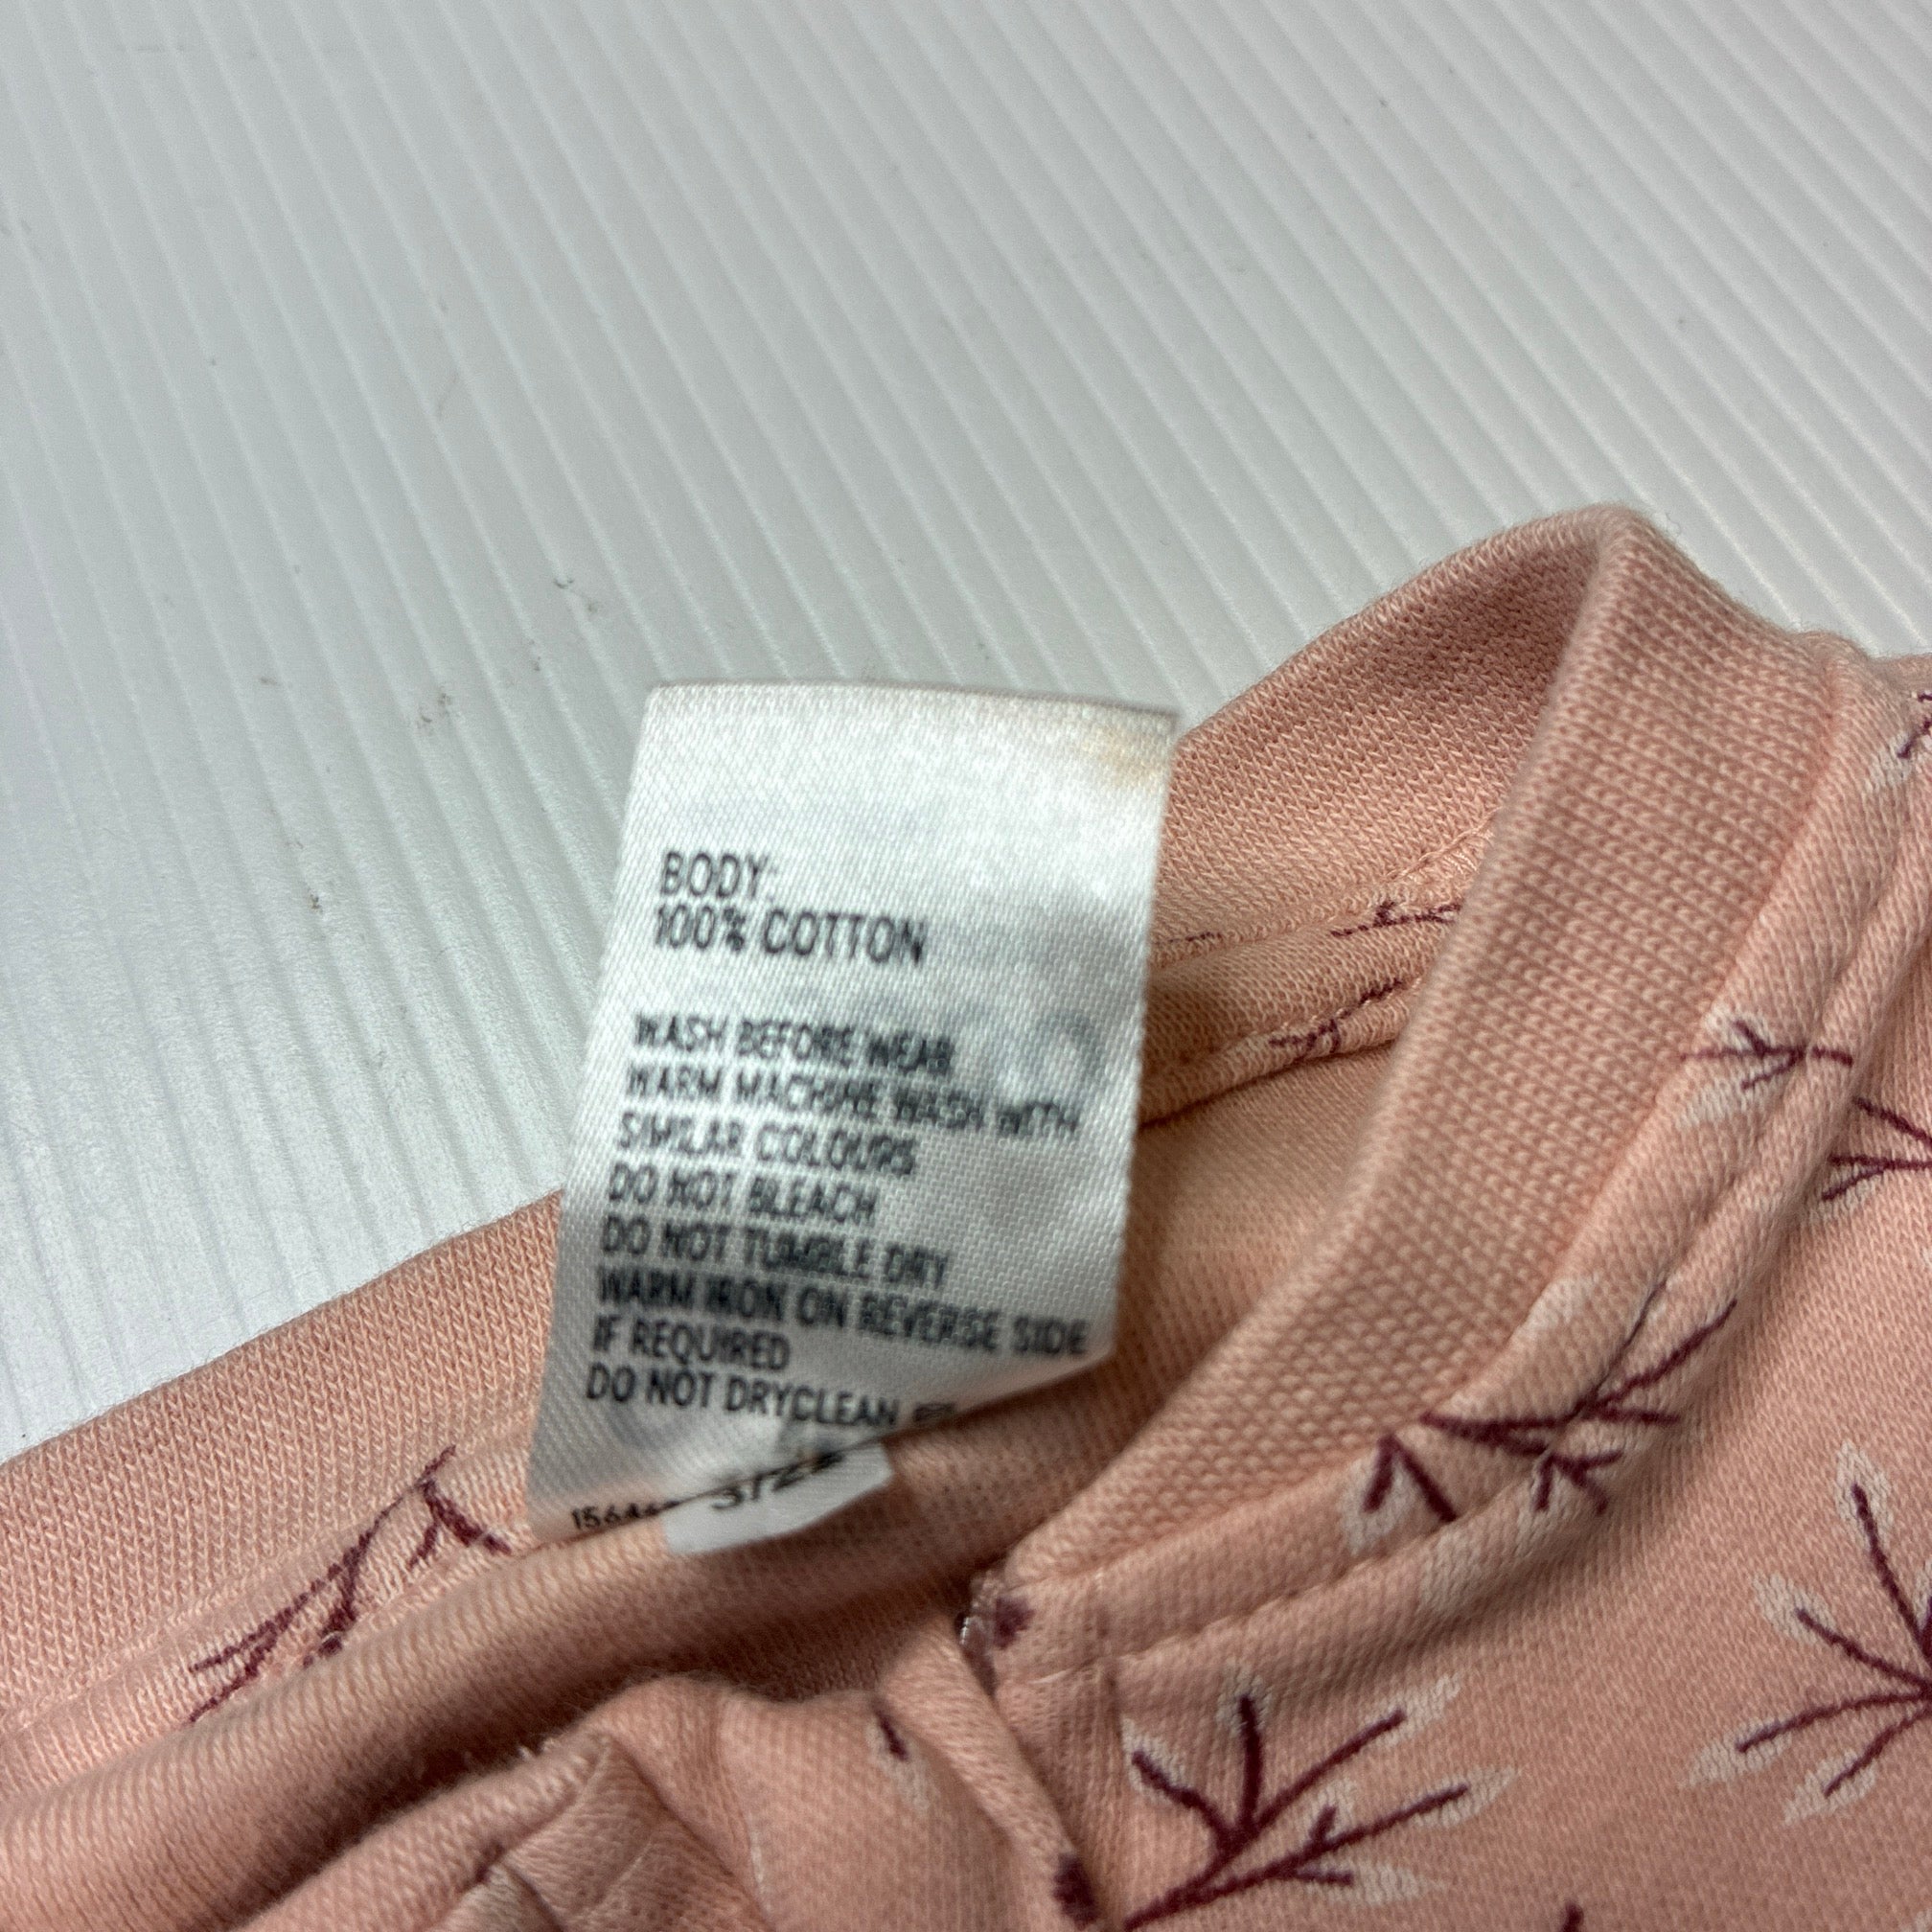 BODY:
100% COTTON
WASH BEFORE WEAR
WARM MACHINE WASH WITH
SIMILAR COLOURS
DO NOT BLEACH
DO NOT TUMBLE DRY
WARM IRON ON REVERSE SIDE
IF REQUIRED
DO NOT DRYCLEAN